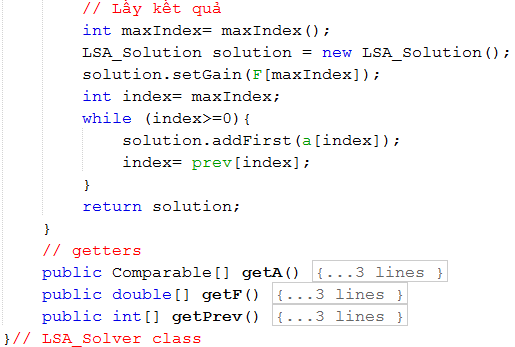 // Lấy kết quả
int maxIndex= maxIndex();
LSA_Solution solution = new LSA_Solution();
solution.setGain(F[maxIndex]);
int index= maxIndex;
while (index>=0){
solution.addFirst(a[index]);
index= prev[index];
}
return solution;
}
// getters
public Comparable[] getA() {...3 lines }
public double[] getF() {...3 lines }
public int[] getPrev() {...3 lines }
}// LSA_Solver class